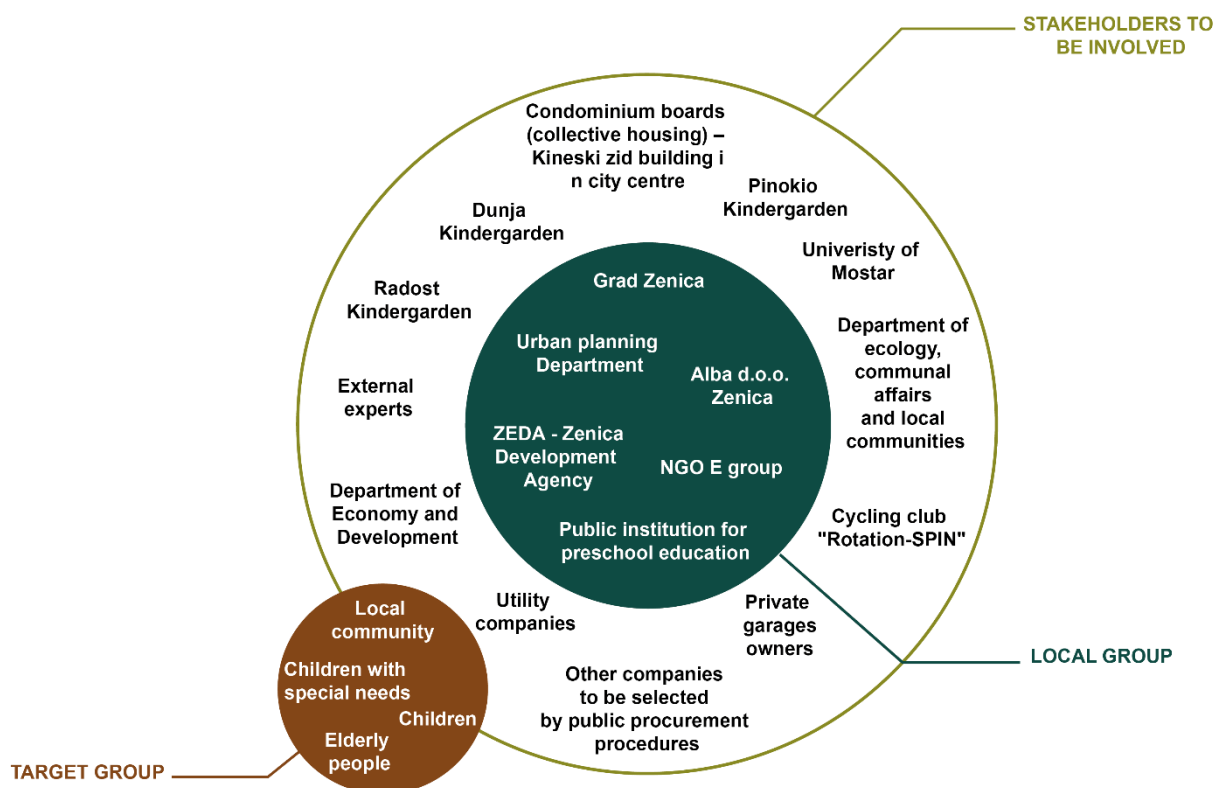 STAKEHOLDERS TO
BE INVOLVED
Condominium boards
(collective housing) –
Kineski zid building i
n city centre
Pinokio
Kindergarden
Dunja
Kindergarden
Univeristy of
Mostar
Radost
Kindergarden
Grad Zenica
Department of
ecology,
communal
affairs
and local
communities
Urban planning
Department
Alba d.o.o.
Zenica
External
experts
ZEDA - Zenica
Development
Agency
NGO E group
Department of
Economy and
Development
Cycling club
"Rotation-SPIN"
Public institution for
preschool education
Utility
companies
Private
garages
owners
Local
community
Children with
special needs
Children
Elderly
people
Other companies
to be selected
by public procurement
procedures
LOCAL GROUP
TARGET GROUP